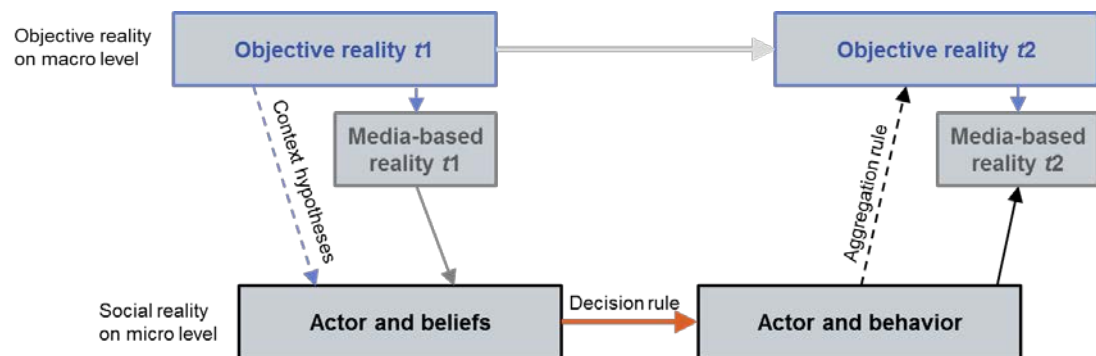 Objective reality
on macro level
Objective reality t1
Objective reality t2
Context hypotheses
Media-based
reality t1
Aggregation rule
Media-based
reality t2
Social reality
on micro level
Actor and beliefs
Decision rule
Actor and behavior